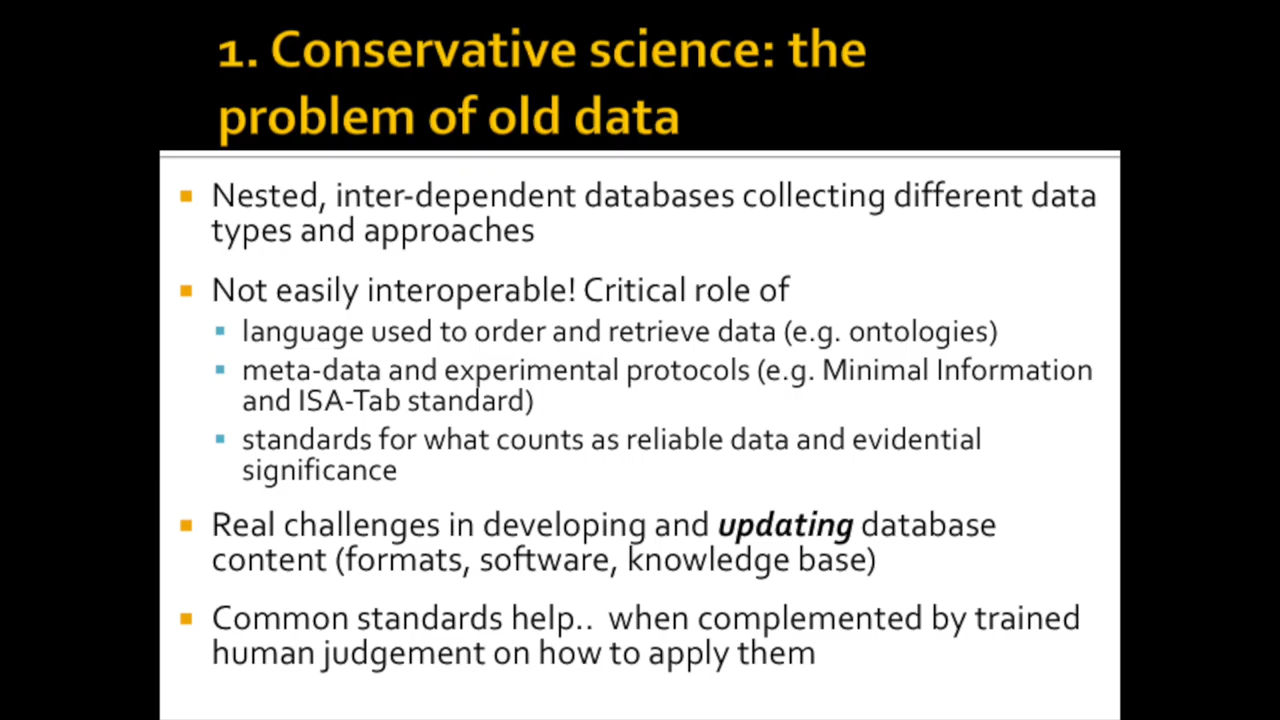 1. Conservative science: the
problem of old data
Nested, inter-dependent databases collecting different data
types and approaches
Not easily interoperable! Critical role of
language used to order and retrieve data (e.g. ontologies)
meta-data and experimental protocols (e.g. Minimal Information
and ISA-Tab standard)
standards for what counts as reliable data and evidential
significance
Real challenges in developing and updating database
content (formats, software, knowledge base)
Common standards help.. when complemented by trained
human judgement on how to apply them